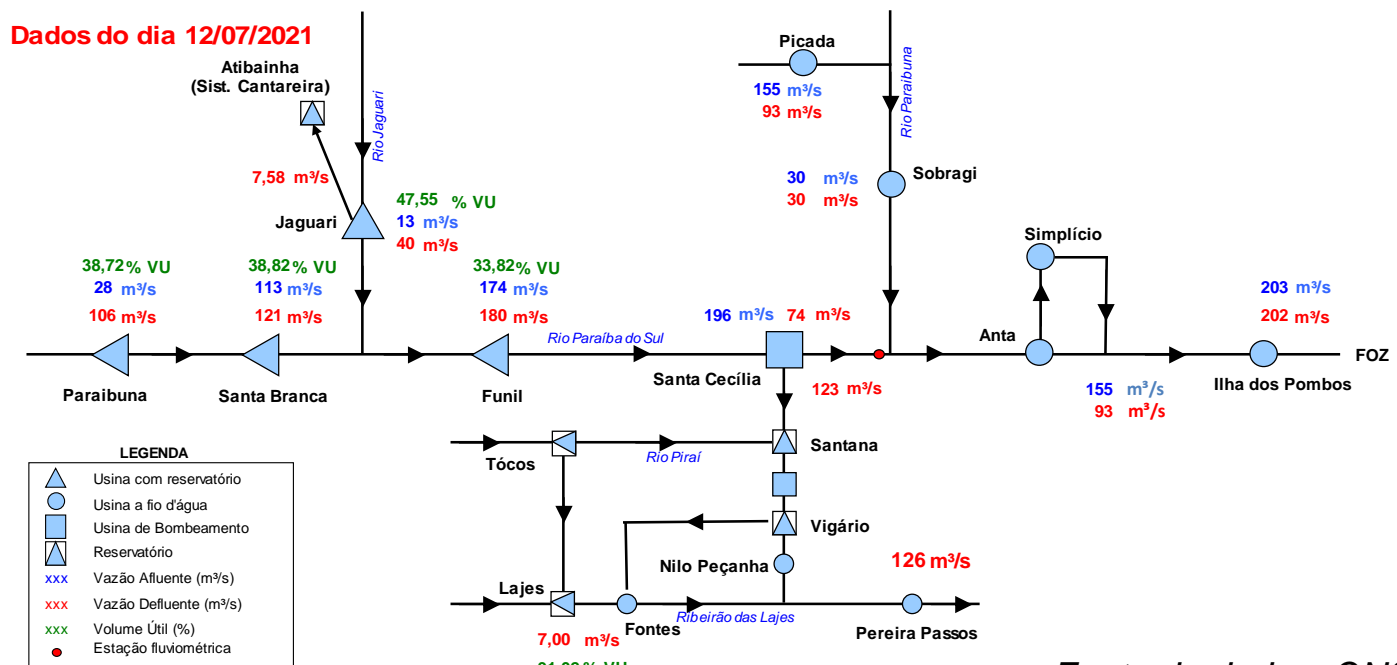 Dados do dia 12/07/2021
Atibainha
(Sist. Cantareira)
Rio Jaguari
7,58 m³/s
Jaguari
47,55 % VU
13 m³/s
40 m³/s
Picada
155 m³/s
93 m³/s
Rio Paraibuna
30 m³/s
30 m³/s
Sobragi
Simplício
38,72% VU
28 m³/s
106 m³/s
Paraibuna
38,82% VU
113 m³/s
121 m³/s
Santa Branca
33,82% VU
174 m³/s
180 m³/s
Funil
Rio Paraíba do Sul
196 m³/s 74 m³/s
Santa Cecília
123 m³/s
Anta
155 m³/s
93 m³/s
203 m³/s
202 m³/s
Ilha dos Pombos
FOZ
Tócos
Rio Piraí
Santana
Vigário
Nilo Peçanha
126 m³/s
Lajes
7,00 m³/s
Fontes
Ribeirão das Lajes
Pereira Passos
LEGENDA
Usina com reservatório
Usina a fio d'água
Usina de Bombeamento
Reservatório
xxx Vazão Afluente (m³/s)
xxx Vazão Defluente (m³/s)
xxx Volume Útil (%)
Estação fluviométrica